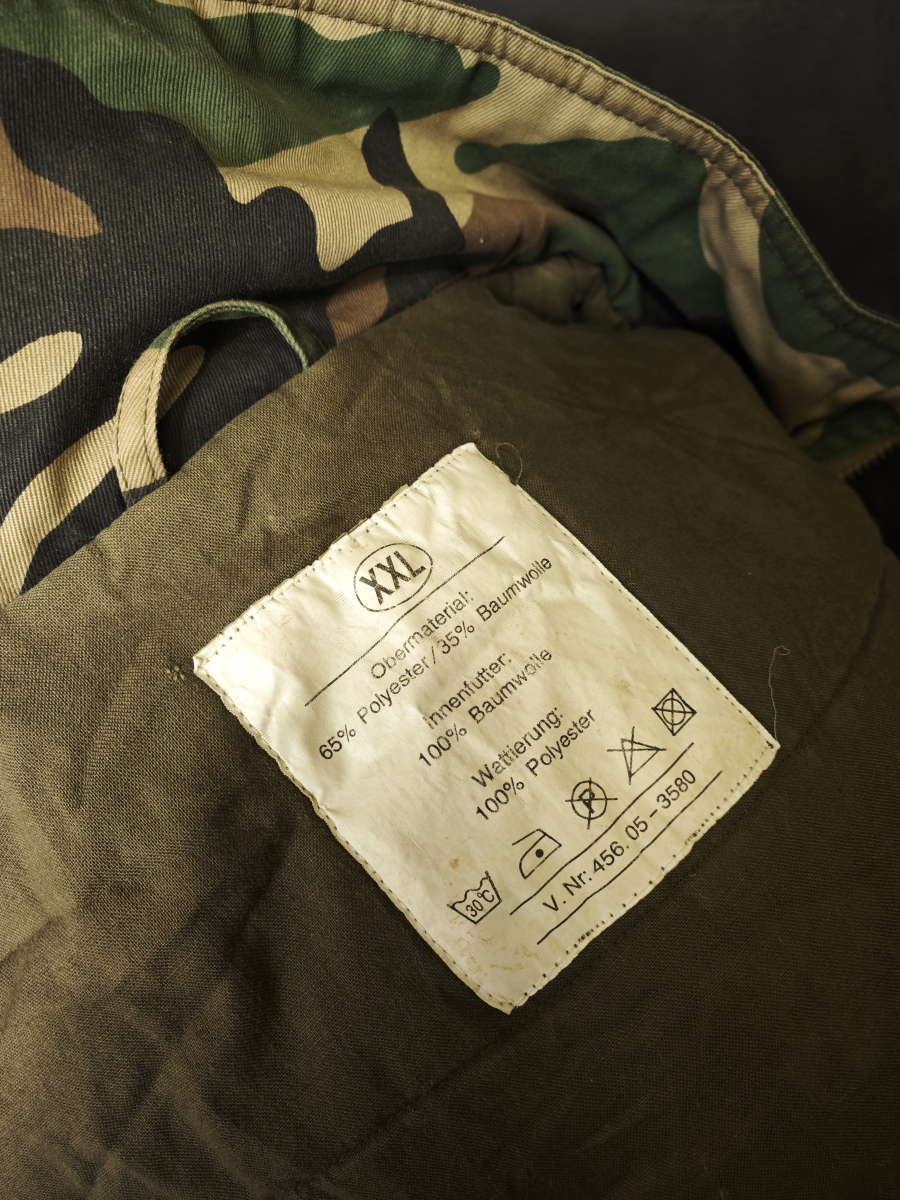 XXL
Obermaterial:
65% Polyester / 35% Baumwolle
Innenfutter:
100% Baumwolle
Wattierung:
100% Polyester
30°C
P
V. Nr: 456. 05 – 3580